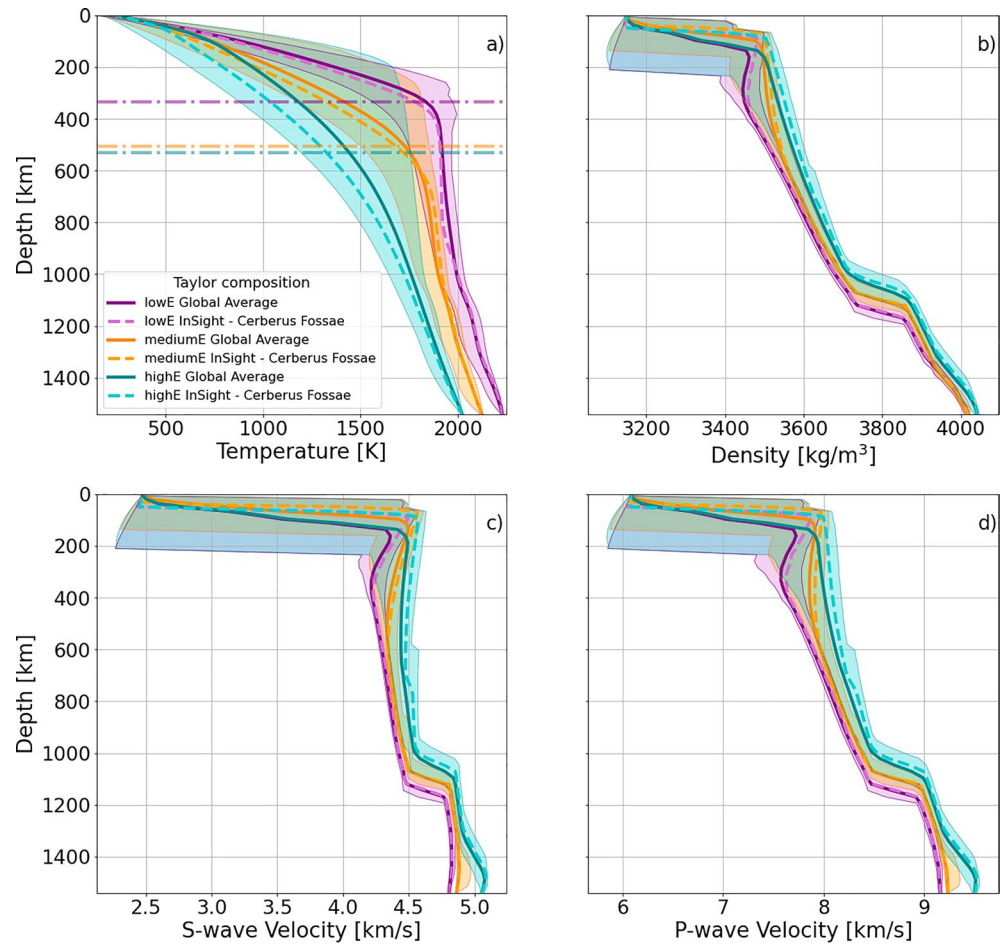 0
200
400
600
800
1000
1200
1400
Depth [km]
500
1000
1500
2000
Temperature [K]
a)
Taylor composition
lowE Global Average
lowE InSight - Cerberus Fossae
mediumE Global Average
mediumE InSight - Cerberus Fossae
highE Global Average
highE InSight - Cerberus Fossae
b)
3200
3400
3600
3800
4000
Density [kg/m³]
0
200
400
600
800
1000
1200
1400
Depth [km]
c)
2.5
3.0
3.5
4.0
4.5
5.0
S-wave Velocity [km/s]
d)
6
7
8
9
P-wave Velocity [km/s]